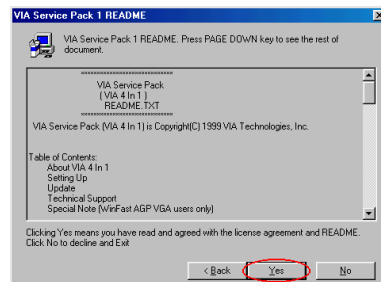 VIA Service Pack 1 README
VIA Service Pack 1 README. Press PAGE DOWN key to see the rest of
document.
==============================
VIA Service Pack
( VIA 4 In 1 )
README.TXT
==============================
VIA Service Pack (VIA 4 In 1) is Copyright(C) 1999 VIA Technologies, Inc.
Table of Contents:
About VIA 4 In 1
Setting Up
Update
Technical Support
Special Note (WinFast AGP VGA users only)
Clicking Yes means you have read and agreed with the license agreement and README.
Click No to decline and Exit
< Back
Yes
No